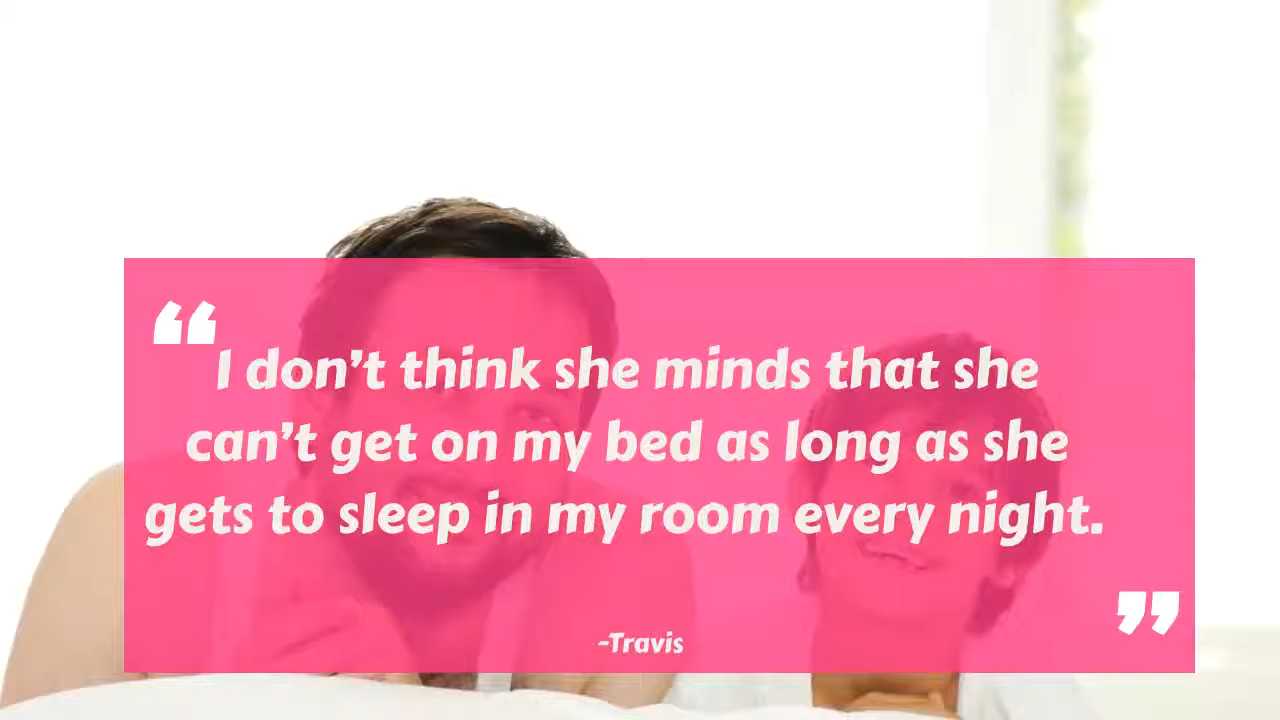 “
I don’t think she minds that she
can’t get on my bed as long as she
gets to sleep in my room every night.
”
-Travis